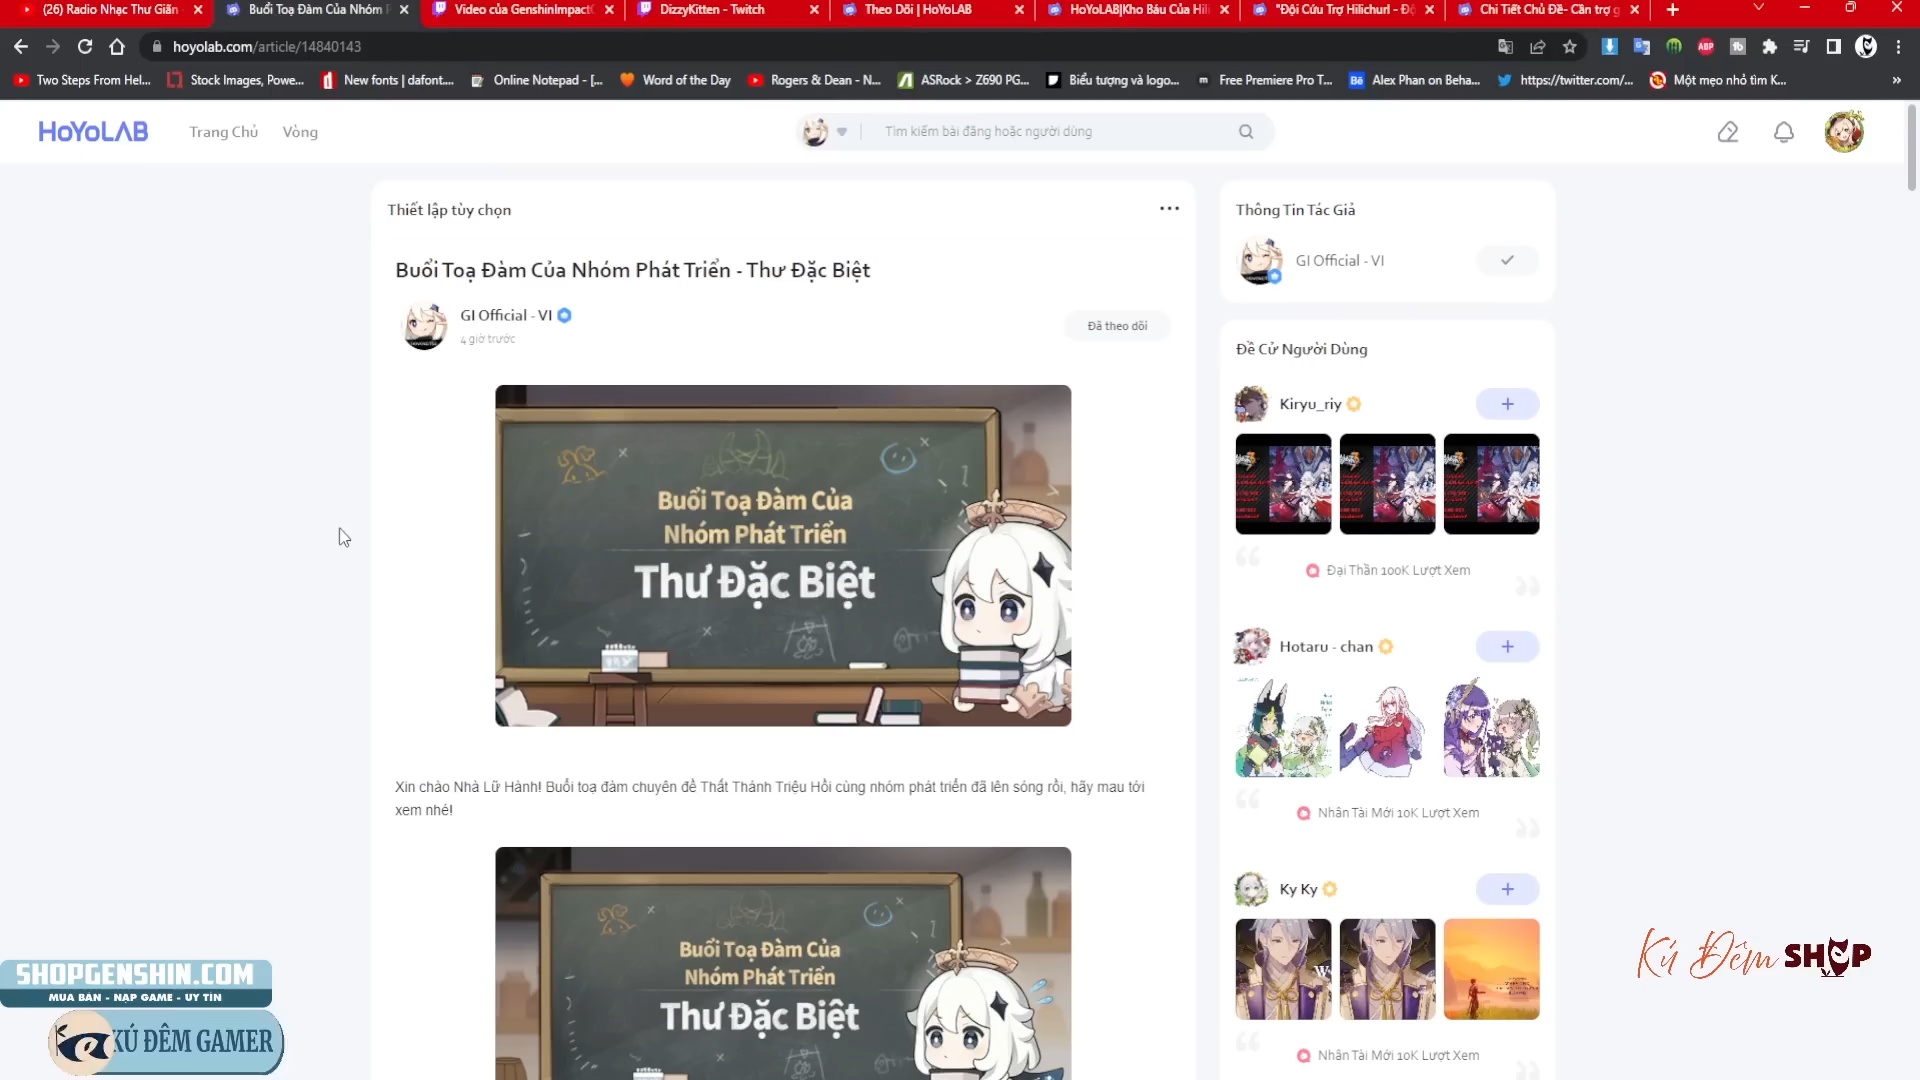 (26) Radio Nhạc Thư Giãn
Buổi Toạ Đàm Của Nhóm P
Video của GenshinImpact
DizzyKitten - Twitch
Theo Dõi | HoYoLAB
HoYoLAB|Kho Báu Của Hili
"Đội Cứu Trợ Hilichurl - Độ
Chi Tiết Chủ Đề- Cần trợ g
hoyolab.com/article/14840143
Two Steps From Hel...
Stock Images, Powe...
New fonts | dafont....
Online Notepad - [...
Word of the Day
Rogers & Dean - N...
ASRock > Z690 PG...
Biểu tượng và logo...
Free Premiere Pro T...
Alex Phan on Beha...
https://twitter.com/...
Một mẹo nhỏ tìm K...
HoYoLAB
Trang Chủ
Vòng
Tìm kiếm bài đăng hoặc người dùng
Thiết lập tùy chọn
Buổi Toạ Đàm Của Nhóm Phát Triển - Thư Đặc Biệt
GI Official - VI
4 giờ trước
Đã theo dõi
Buổi Toạ Đàm Của
Nhóm Phát Triển
Thư Đặc Biệt
Xin chào Nhà Lữ Hành! Buổi toạ đàm chuyên đề Thất Thánh Triệu Hồi cùng nhóm phát triển đã lên sóng rồi, hãy mau tới
xem nhé!
Buổi Toạ Đàm Của
Nhóm Phát Triển
Thư Đặc Biệt
Thông Tin Tác Giả
GI Official - VI
Đề Cử Người Dùng
Kiryu_riy
Đại Thần 100K Lượt Xem
Hotaru - chan
Nhân Tài Mới 10K Lượt Xem
Ky Ky
Nhân Tài Mới 10K Lượt Xem
SHOPGENSHIN.COM
MUA BÁN - NẠP GAME - UY TIN
KÚ ĐÊM GAMER
Kú Đêm SHOP